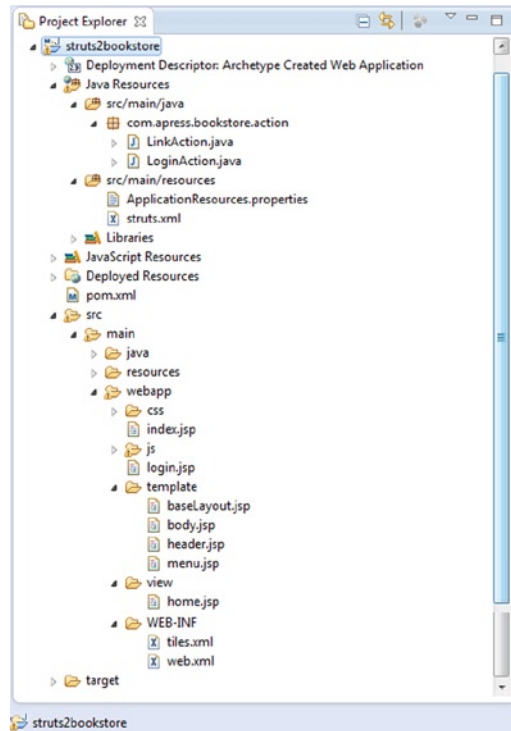 Project Explorer
struts2bookstore
Deployment Descriptor: Archetype Created Web Application
Java Resources
src/main/java
com.apress.bookstore.action
LinkAction.java
LoginAction.java
src/main/resources
ApplicationResources.properties
struts.xml
Libraries
JavaScript Resources
Deployed Resources
pom.xml
src
main
java
resources
webapp
css
index.jsp
js
login.jsp
template
baseLayout.jsp
body.jsp
header.jsp
menu.jsp
view
home.jsp
WEB-INF
tiles.xml
web.xml
target
struts2bookstore